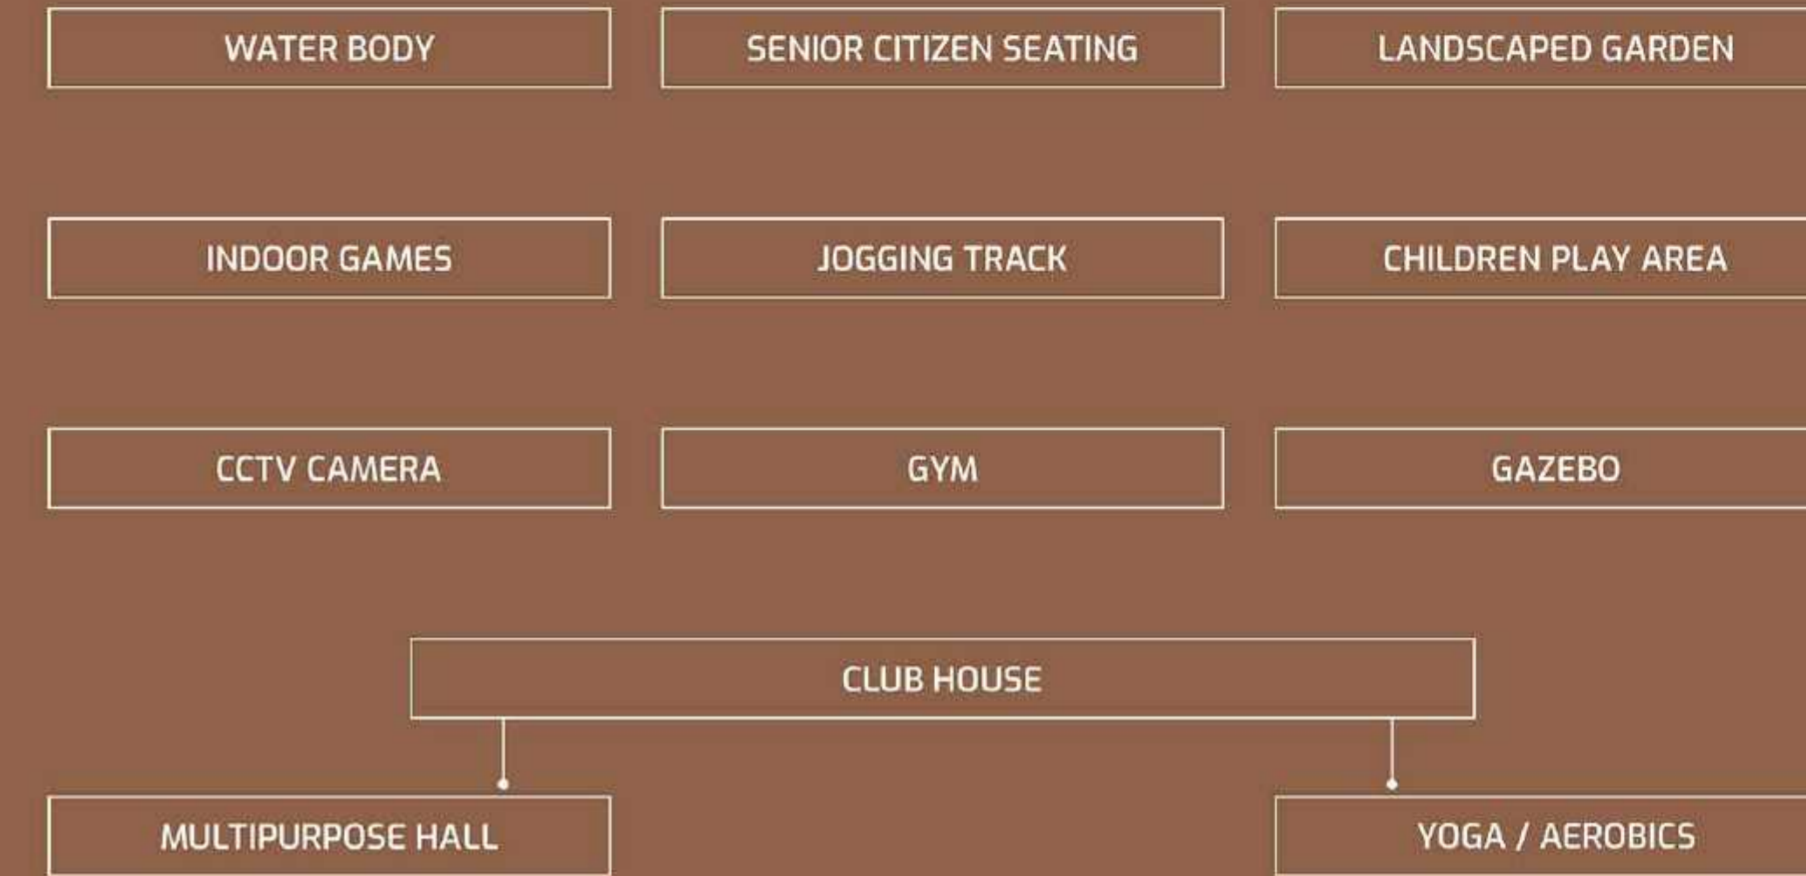 WATER BODY
SENIOR CITIZEN SEATING
LANDSCAPED GARDEN
INDOOR GAMES
JOGGING TRACK
CHILDREN PLAY AREA
CCTV CAMERA
GYM
GAZEBO
CLUB HOUSE
MULTIPURPOSE HALL
YOGA / AEROBICS